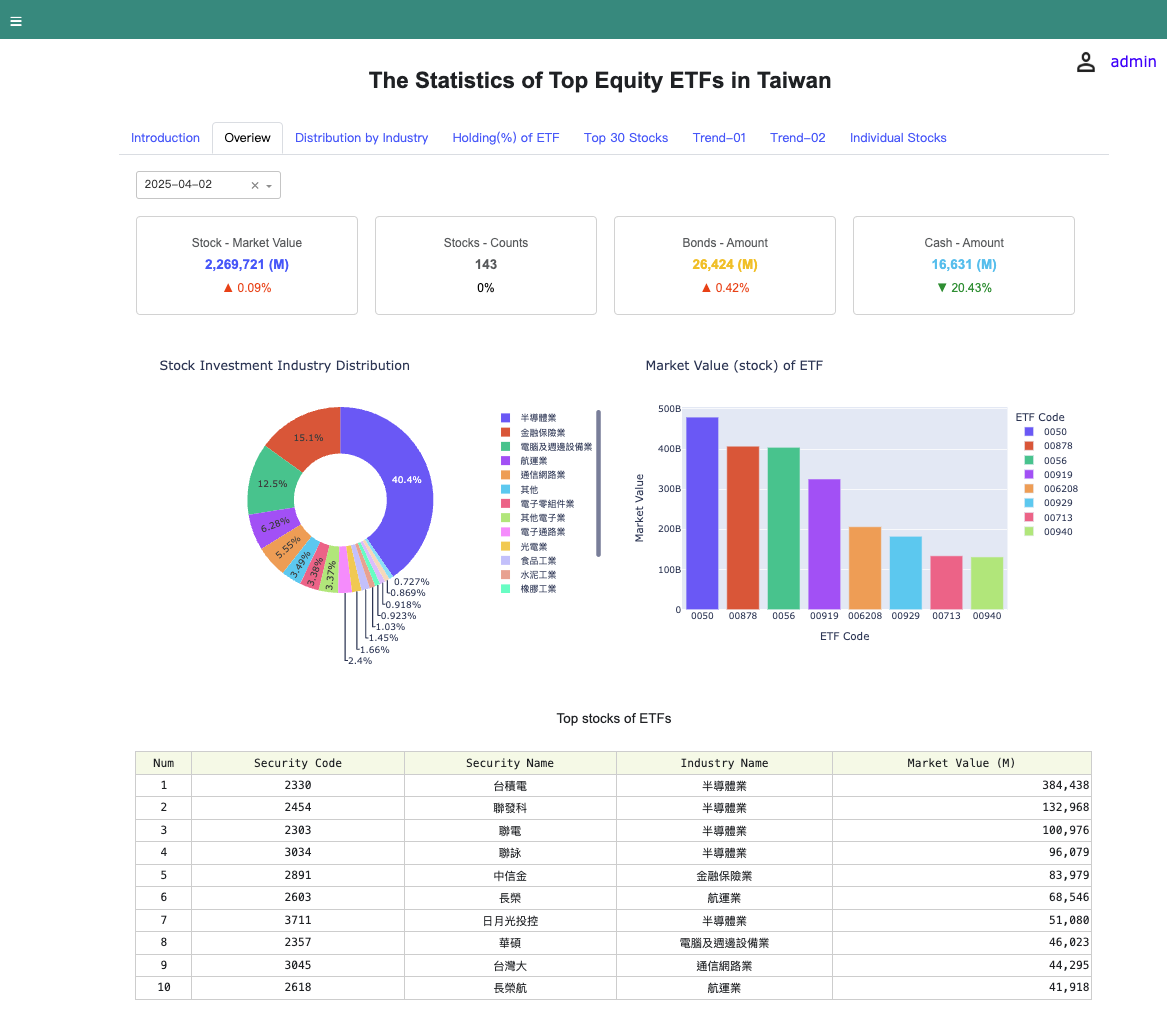 admin
The Statistics of Top Equity ETFs in Taiwan
Introduction Overiew Distribution by Industry Holding(%) of ETF Top 30 Stocks Trend-01 Trend-02 Individual Stocks
2025-04-02 ×
Stock - Market Value
2,269,721 (M)
▲ 0.09%
Stocks - Counts
143
0%
Bonds - Amount
26,424 (M)
▲ 0.42%
Cash - Amount
16,631 (M)
▼ 20.43%
Stock Investment Industry Distribution
40.4%
15.1%
12.5%
6.28%
5.55%
3.49%
3.38%
3.37%
0.727%
0.869%
0.918%
0.923%
1.03%
1.45%
1.66%
2.4%
半導體業
金融保險業
電腦及週邊設備業
航運業
通信網路業
其他
電子零組件業
其他電子業
電子通路業
光電業
食品工業
水泥工業
橡膠工業
Market Value (stock) of ETF
Market Value
500B
400B
300B
200B
100B
0
0050 00878 0056 00919 006208 00929 00713 00940
ETF Code
ETF Code
0050
00878
0056
00919
006208
00929
00713
00940
Top stocks of ETFs
Num Security Code Security Name Industry Name Market Value (M)
1 2330 台積電 半導體業 384,438
2 2454 聯發科 半導體業 132,968
3 2303 聯電 半導體業 100,976
4 3034 聯詠 半導體業 96,079
5 2891 中信金 金融保險業 83,979
6 2603 長榮 航運業 68,546
7 3711 日月光投控 半導體業 51,080
8 2357 華碩 電腦及週邊設備業 46,023
9 3045 台灣大 通信網路業 44,295
10 2618 長榮航 航運業 41,918